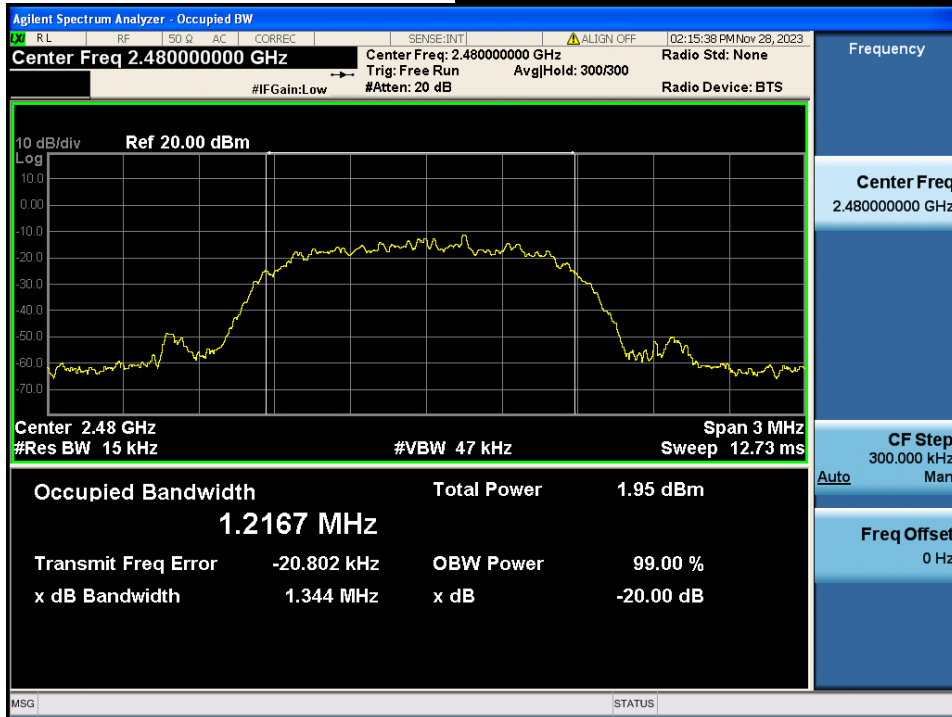 Agilent Spectrum Analyzer - Occupied BW
LXI RL RF 50 Ω AC CORREC SENSE:INT ALIGN OFF 02:15:38 PM Nov 28, 2023
Center Freq 2.480000000 GHz
Center Freq: 2.480000000 GHz Radio Std: None
Trig: Free Run Avg|Hold: 300/300
#IFGain:Low #Atten: 20 dB Radio Device: BTS
10 dB/div Ref 20.00 dBm
Log
10.0
0.00
-10.0
-20.0
-30.0
-40.0
-50.0
-60.0
-70.0
Center 2.48 GHz Span 3 MHz
#Res BW 15 kHz #VBW 47 kHz Sweep 12.73 ms
Occupied Bandwidth Total Power 1.95 dBm
1.2167 MHz
Transmit Freq Error -20.802 kHz OBW Power 99.00 %
x dB Bandwidth 1.344 MHz x dB -20.00 dB
Frequency
Center Freq
2.480000000 GHz
CF Step
300.000 kHz
Auto Man
Freq Offset
0 Hz
MSG STATUS